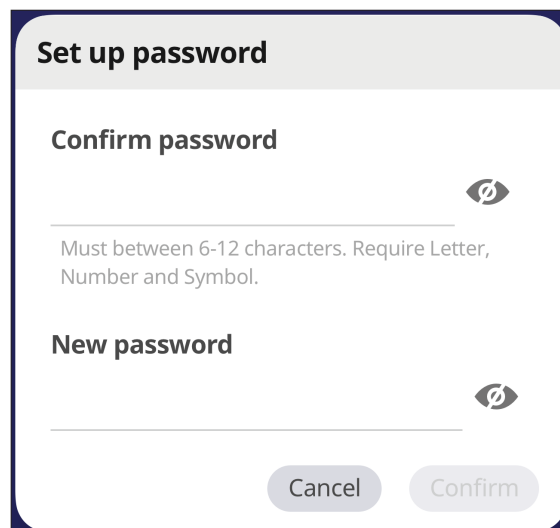 Set up password
Confirm password
Must between 6-12 characters. Require Letter,
Number and Symbol.
New password
Cancel
Confirm